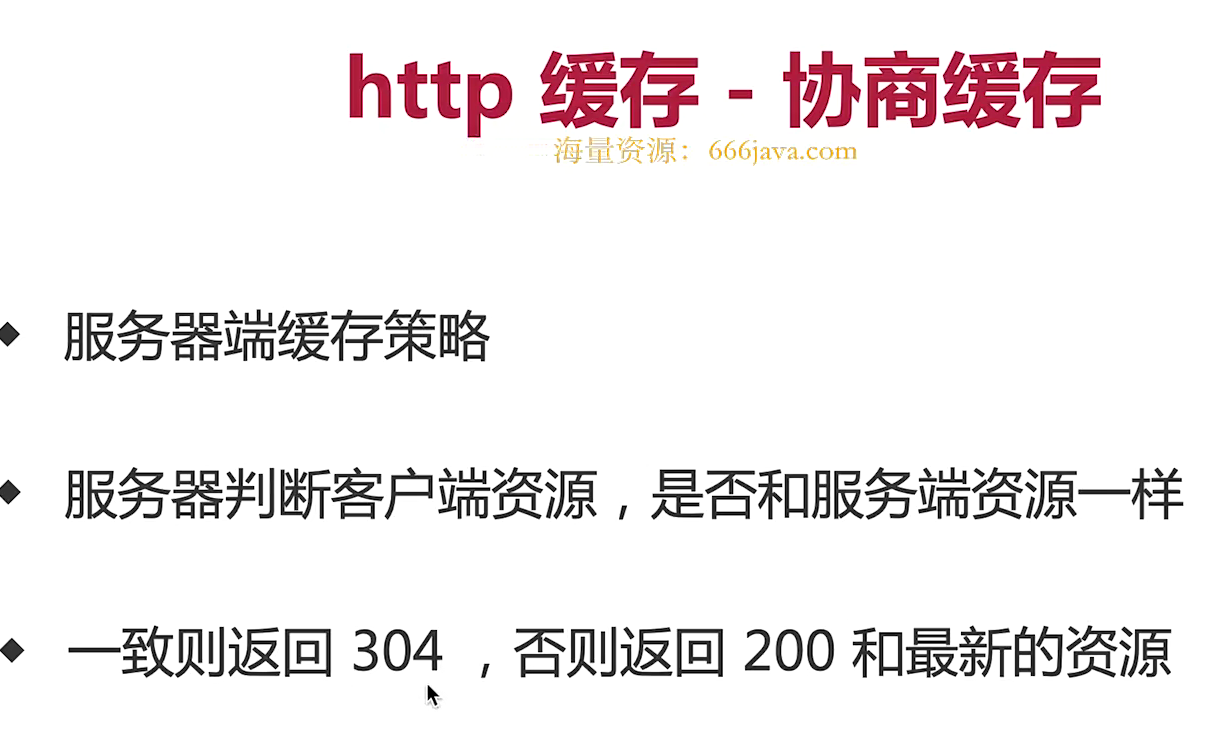 http 缓存 - 协商缓存
海量资源：666java.com
服务器端缓存策略
服务器判断客户端资源，是否和服务端资源一样
一致则返回 304 ，否则返回 200 和最新的资源